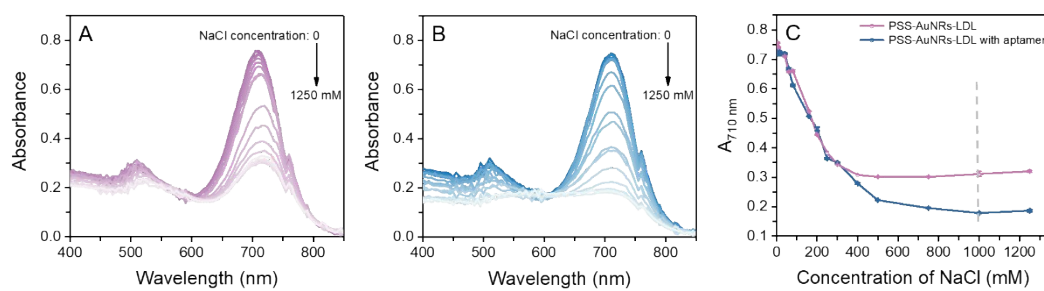 A
NaCl concentration: 0
1250 mM
Absorbance
0.8
0.6
0.4
0.2
0.0
400 500 600 700 800
Wavelength (nm)
B
NaCl concentration: 0
1250 mM
Absorbance
0.8
0.6
0.4
0.2
0.0
400 500 600 700 800
Wavelength (nm)
C
PSS-AuNRs-LDL
PSS-AuNRs-LDL with aptamer
A710 nm
0.8
0.7
0.6
0.5
0.4
0.3
0.2
0.1
0 200 400 600 800 1000 1200
Concentration of NaCl (mM)